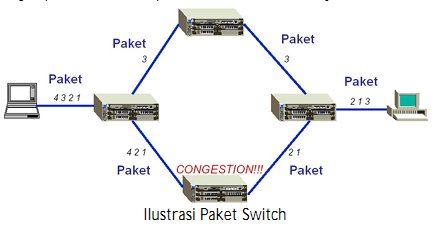 Paket
3
Paket
3
Paket
4 3 2 1
Paket
2 1 3
4 2 1
Paket
CONGESTION!!!
2 1
Paket
Ilustrasi Paket Switch